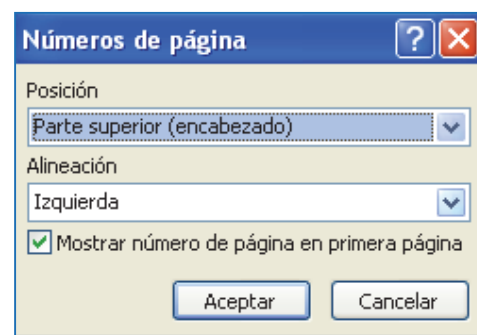 Números de página
Posición
Parte superior (encabezado)
Alineación
Izquierda
Mostrar número de página en primera página
Aceptar Cancelar